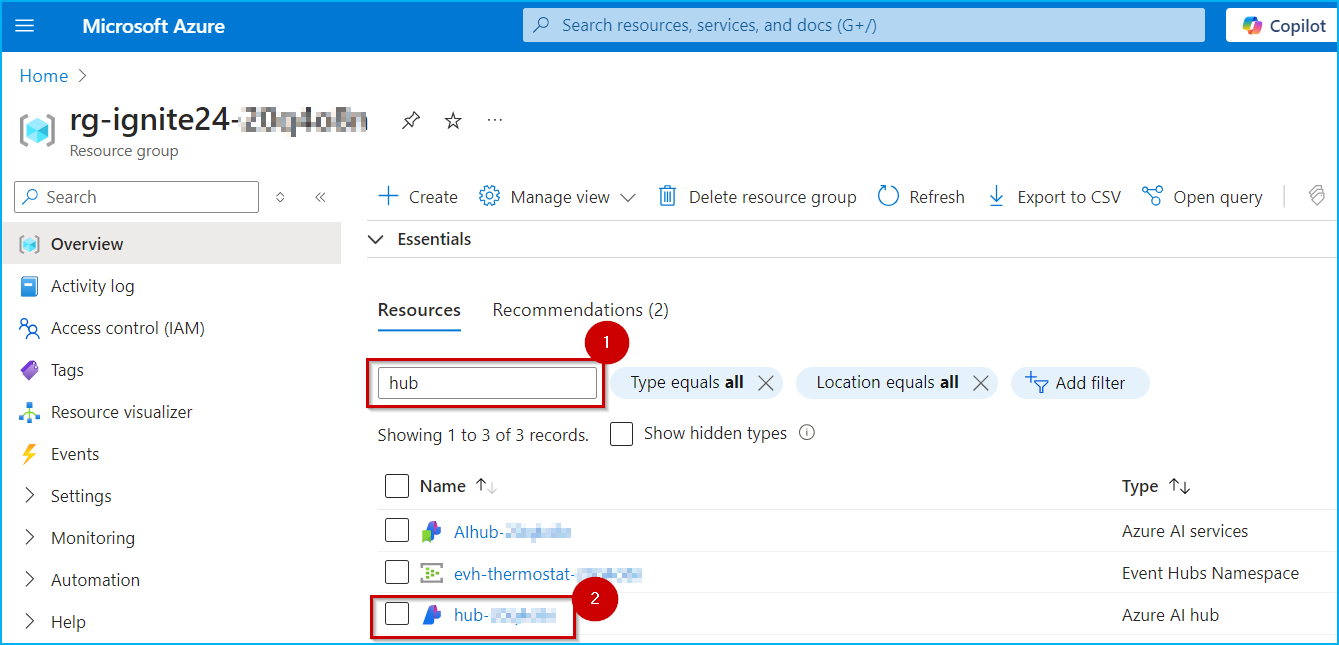 Microsoft Azure
Search resources, services, and docs (G+/)
Copilot
Home
rg-ignite24-
Resource group
Search
Create
Manage view
Delete resource group
Refresh
Export to CSV
Open query
Overview
Activity log
Access control (IAM)
Tags
Resource visualizer
Events
Settings
Monitoring
Automation
Help
Essentials
Resources
Recommendations (2)
1
hub
Type equals all
Location equals all
Add filter
Showing 1 to 3 of 3 records.
Show hidden types
Name
Type
AIhub-
Azure AI services
evh-thermostat-
Event Hubs Namespace
2
hub-
Azure AI hub